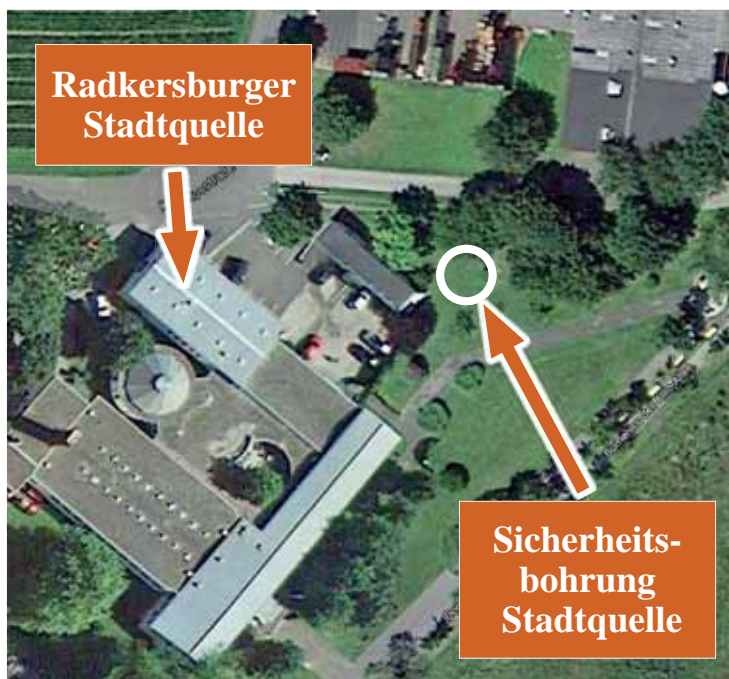 Radkersburger
Stadtquelle
Sicherheits-
bohrung
Stadtquelle